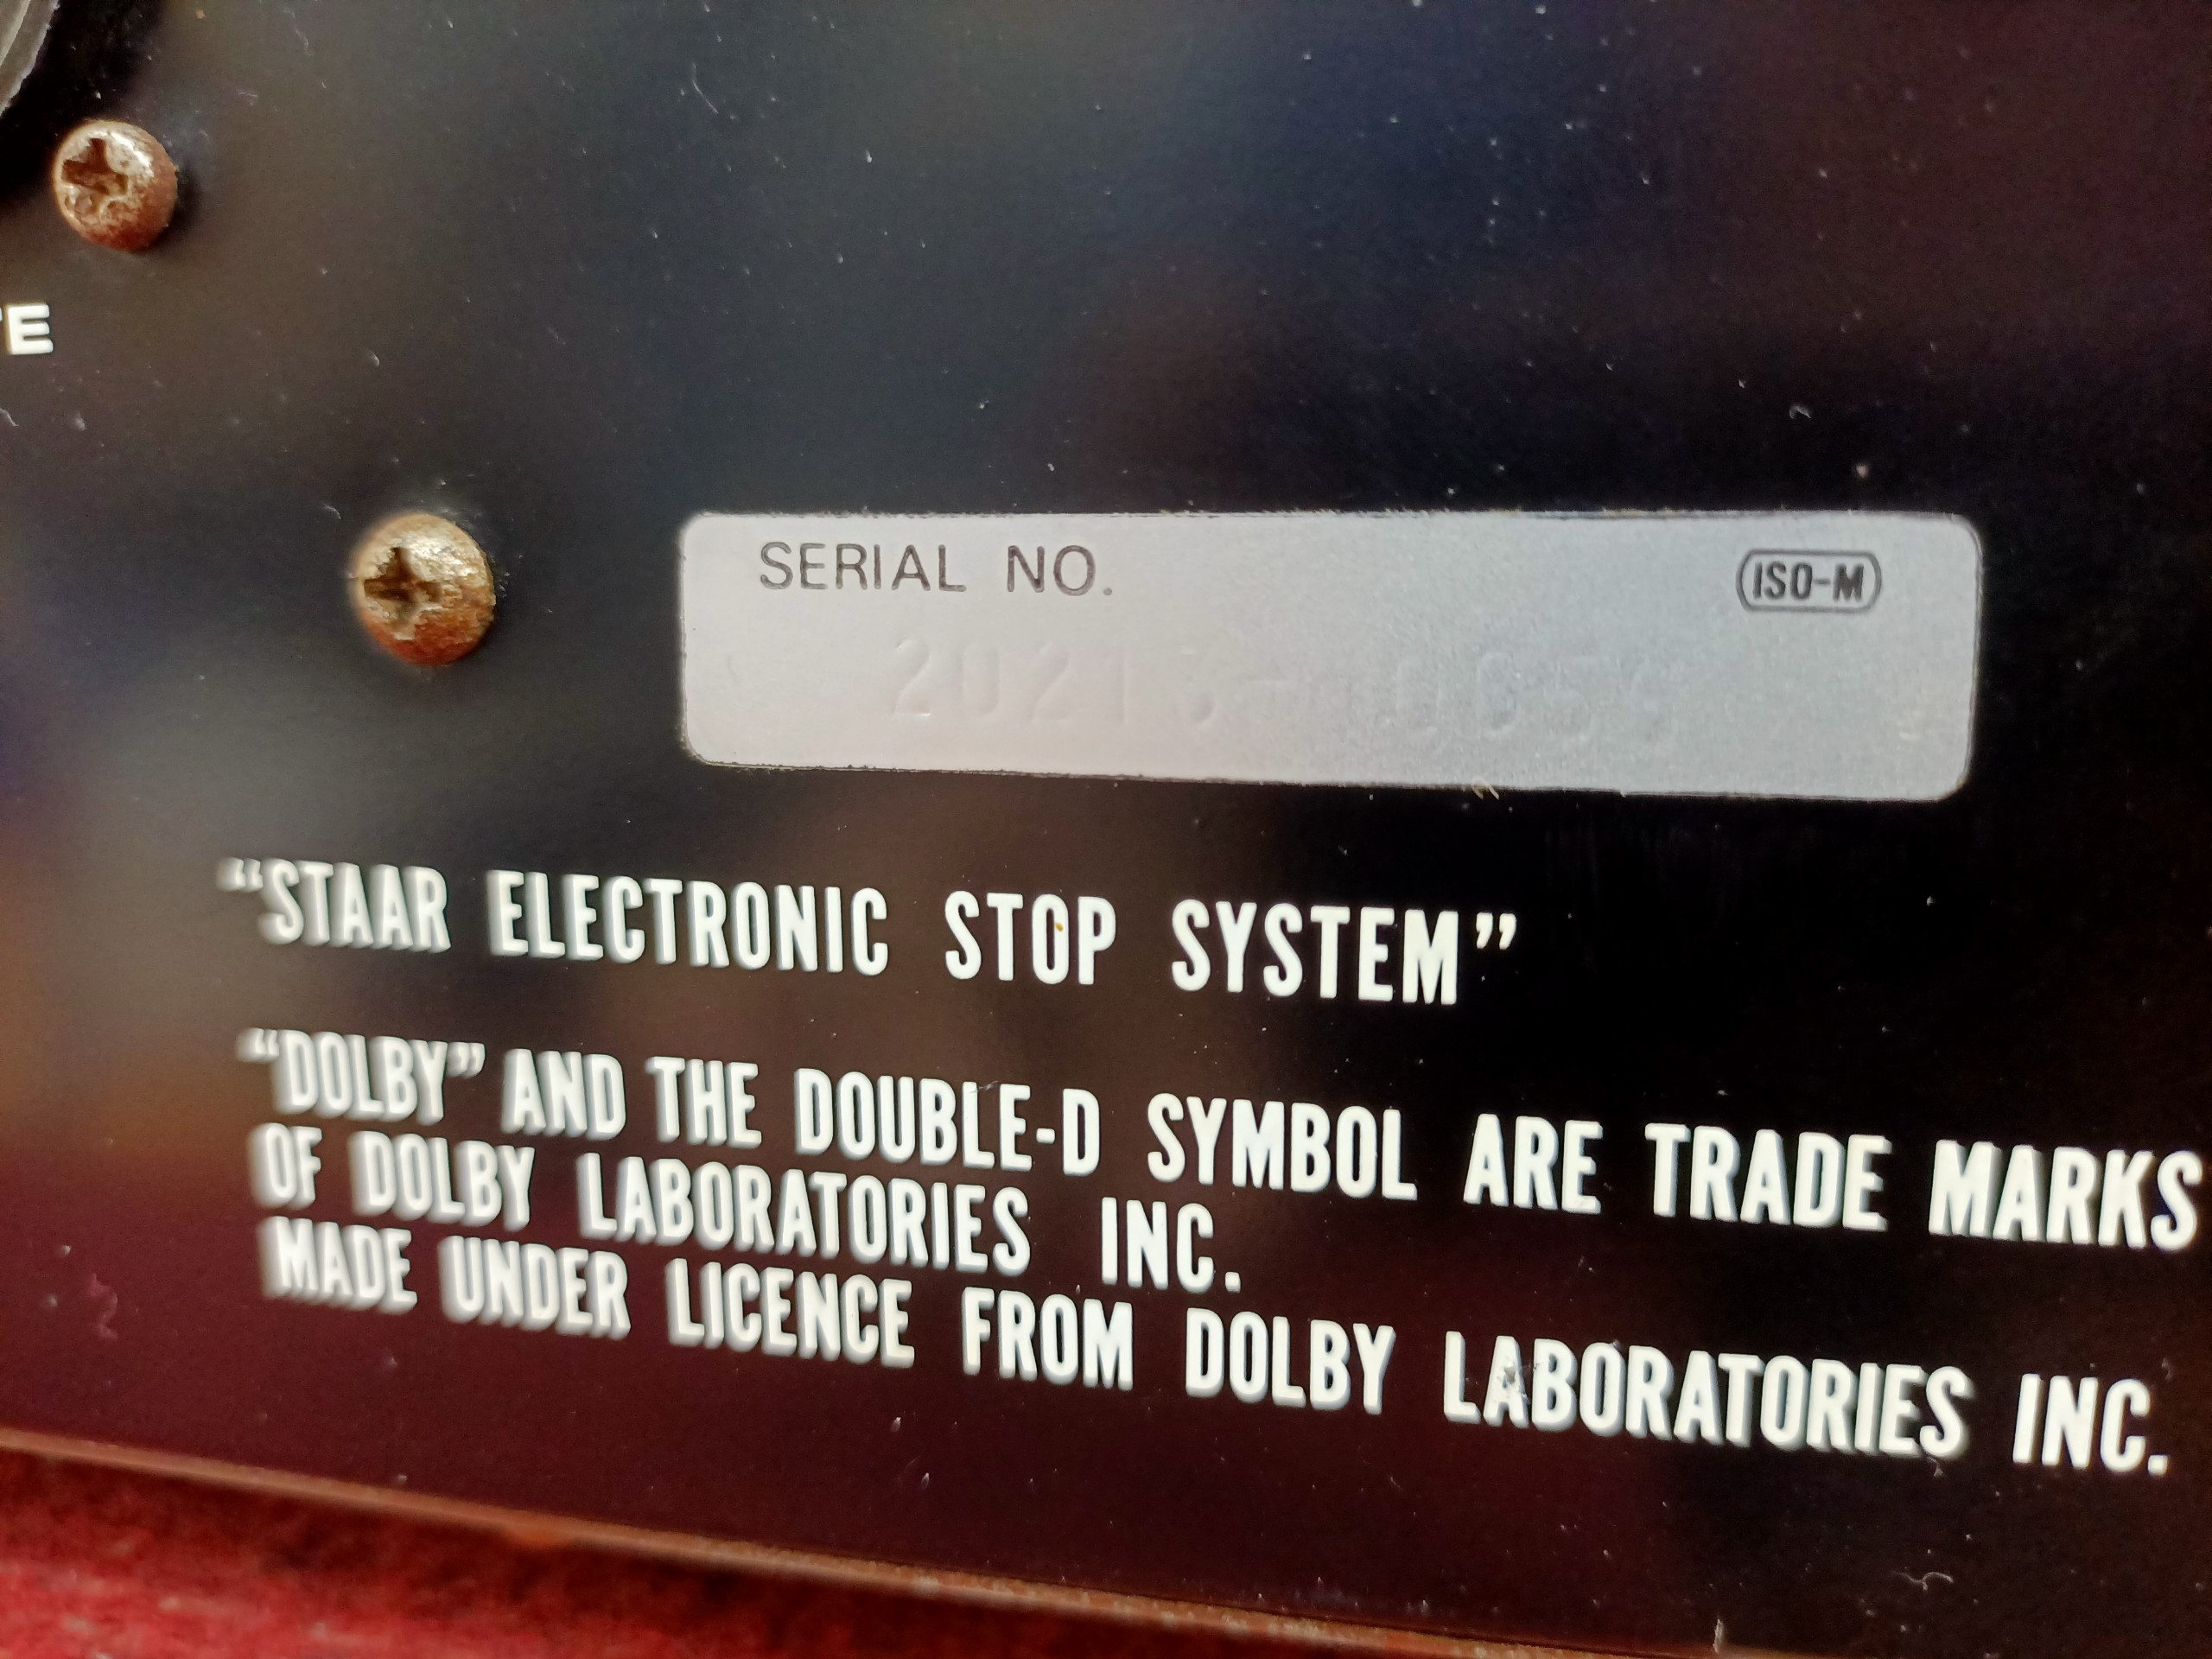 TE
SERIAL NO.
ISO-M
“STAAR ELECTRONIC STOP SYSTEM”
“DOLBY” AND THE DOUBLE-D SYMBOL ARE TRADE MARKS
OF DOLBY LABORATORIES INC.
MADE UNDER LICENCE FROM DOLBY LABORATORIES INC.